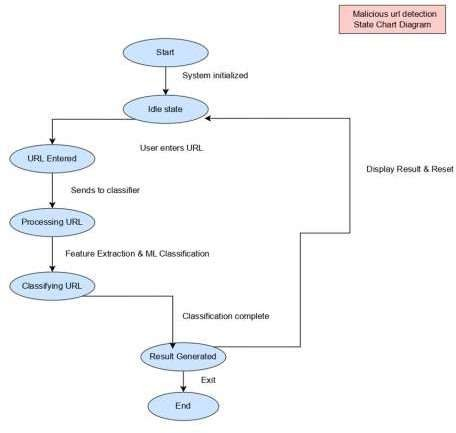 Malicious url detection
State Chart Diagram
Start
System initialized
Idle state
User enters URL
URL Entered
Display Result & Reset
Sends to classifier
Processing URL
Feature Extraction & ML Classification
Classifying URL
Classification complete
Result Generated
Exit
End